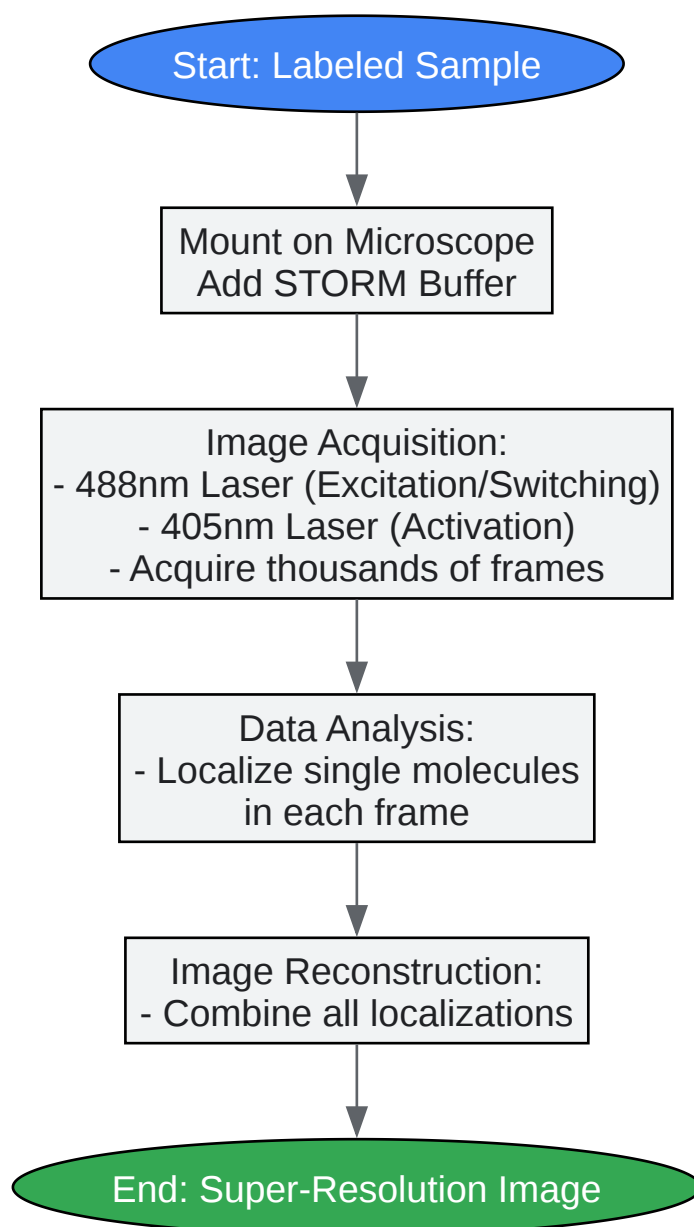 Start: Labeled Sample
Mount on Microscope
Add STORM Buffer
Image Acquisition:
- 488nm Laser (Excitation/Switching)
- 405nm Laser (Activation)
- Acquire thousands of frames
Data Analysis:
- Localize single molecules
in each frame
Image Reconstruction:
- Combine all localizations
End: Super-Resolution Image